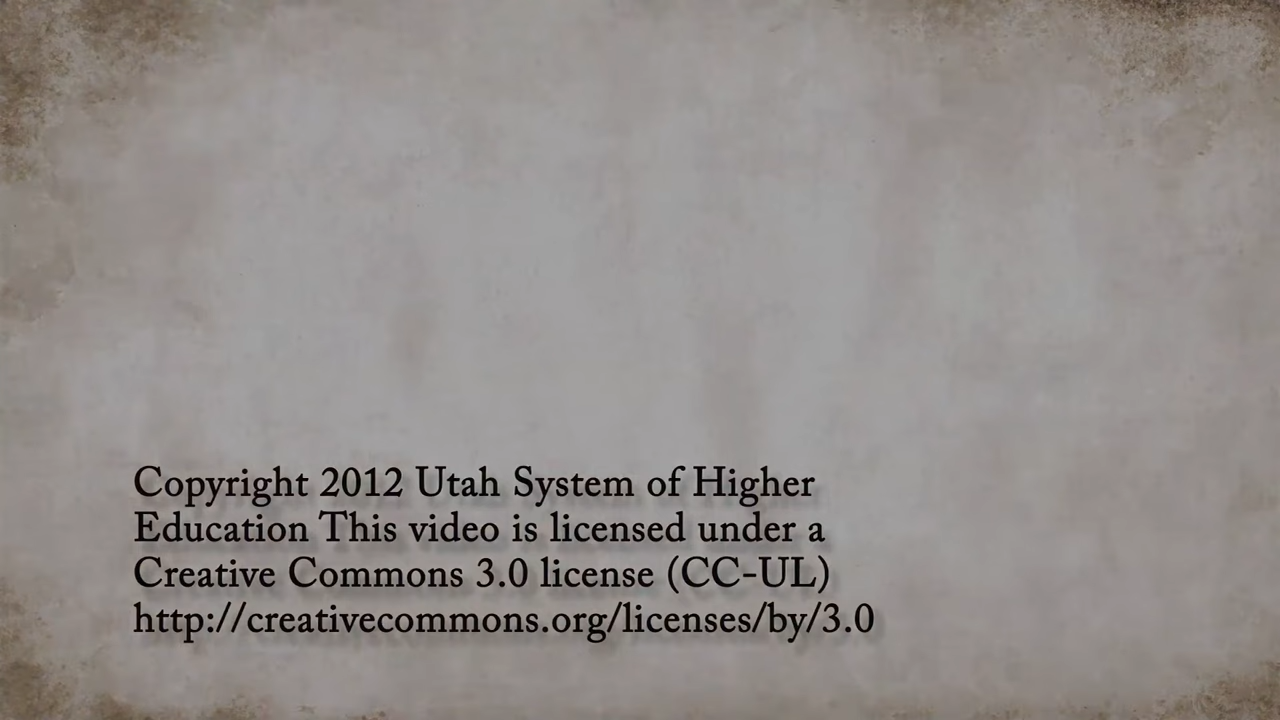 Copyright 2012 Utah System of Higher
Education This video is licensed under a
Creative Commons 3.0 license (CC-UL)
http://creativecommons.org/licenses/by/3.0